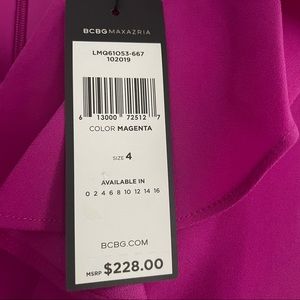 BCBGMAXAZRIA
LMQ61OS3-667
102019
6 13000 72512 7
COLOR MAGENTA
SIZE 4
AVAILABLE IN
0 2 4 6 8 10 12 14 16
BCBG.COM
MSRP $228.00